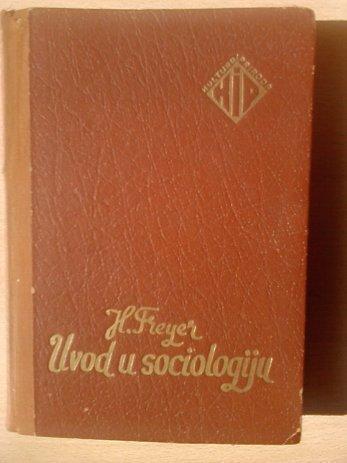 H. Freyer
Uvod u sociologiju